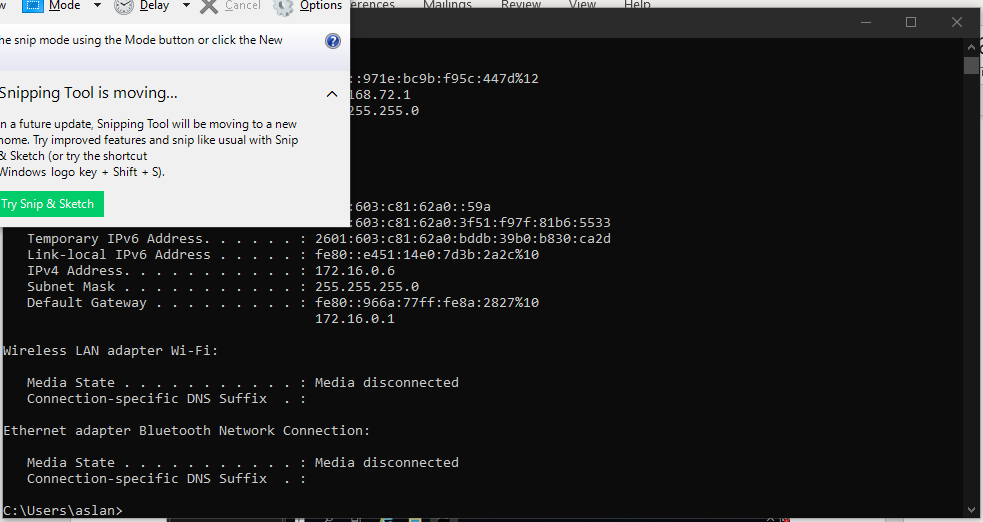 Mode Delay Cancel Options
he snip mode using the Mode button or click the New
Snipping Tool is moving...
n a future update, Snipping Tool will be moving to a new
home. Try improved features and snip like usual with Snip
& Sketch (or try the shortcut
Windows logo key + Shift + S).
Try Snip & Sketch
Mailings Review View Help
::971e:bc9b:f95c:447d%12
168.72.1
255.255.0
:603:c81:62a0::59a
:603:c81:62a0:3f51:f97f:81b6:5533
Temporary IPv6 Address. . . . . . : 2601:603:c81:62a0:bddb:39b0:b830:ca2d
Link-local IPv6 Address . . . . . : fe80::e451:14e0:7d3b:2a2c%10
IPv4 Address. . . . . . . . . . . : 172.16.0.6
Subnet Mask . . . . . . . . . . . : 255.255.255.0
Default Gateway . . . . . . . . . : fe80::966a:77ff:fe8a:2827%10
172.16.0.1
Wireless LAN adapter Wi-Fi:
Media State . . . . . . . . . . . : Media disconnected
Connection-specific DNS Suffix . :
Ethernet adapter Bluetooth Network Connection:
Media State . . . . . . . . . . . : Media disconnected
Connection-specific DNS Suffix . :
C:\Users\aslan>